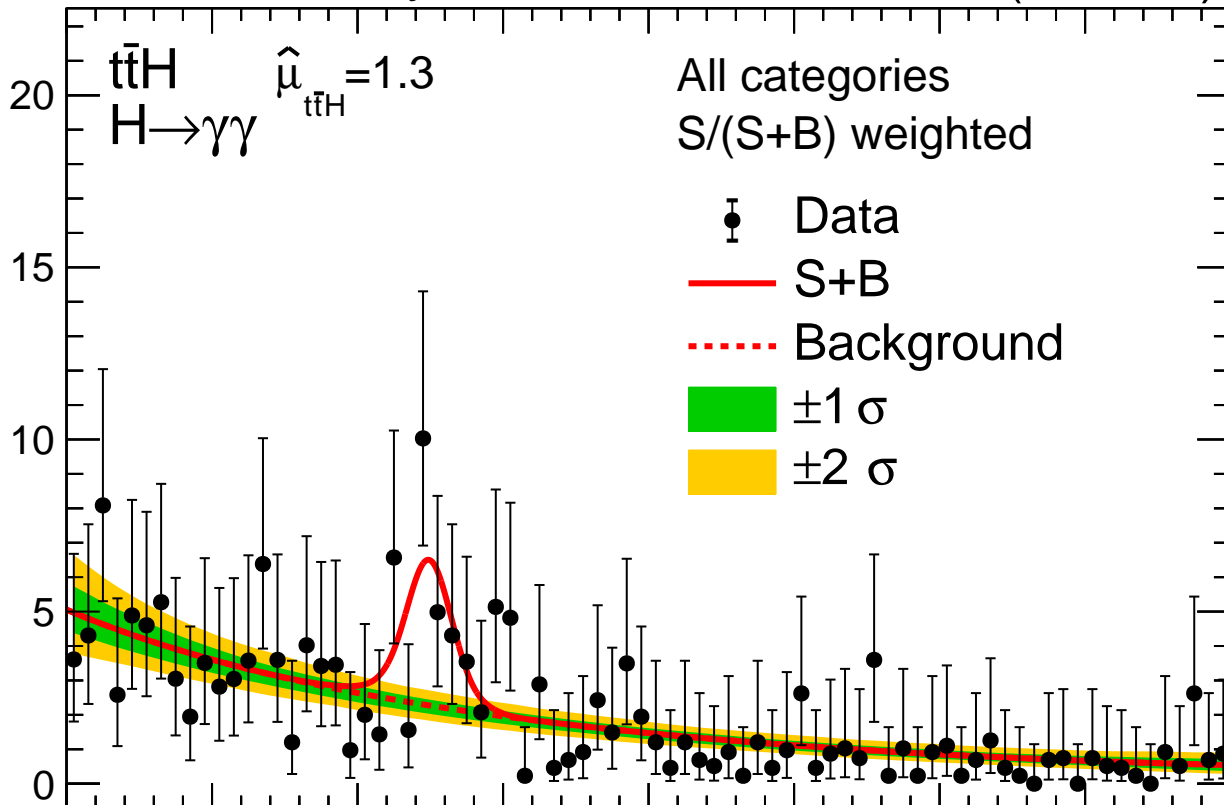 tt̄H μ̂tt̄H=1.3
H→γγ
All categories
S/(S+B) weighted
Data
S+B
Background
±1 σ
±2 σ
20
15
10
5
0